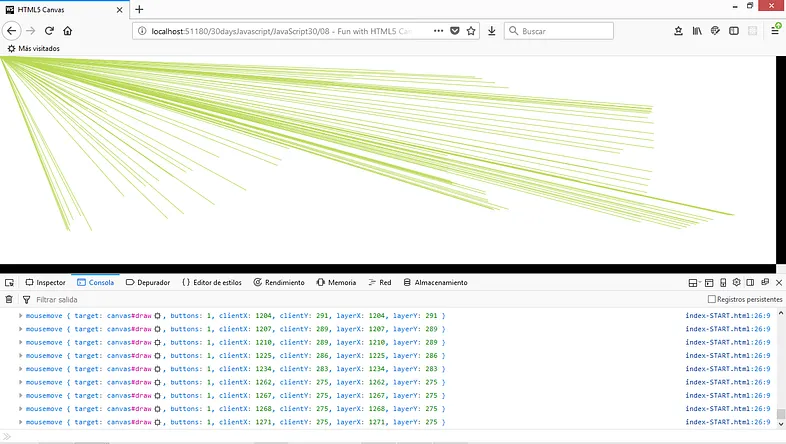 HTML5 Canvas
localhost:51180/30daysJavascript/JavaScript30/08 - Fun with HTML5 Can
Buscar
Más visitados
Inspector Consola Depurador {} Editor de estilos Rendimiento Memoria Red Almacenamiento
Filtrar salida Registros persistentes
mousemove { target: canvas#draw, buttons: 1, clientX: 1204, clientY: 291, layerX: 1204, layerY: 291 } index-START.html:26:9
mousemove { target: canvas#draw, buttons: 1, clientX: 1207, clientY: 289, layerX: 1207, layerY: 289 } index-START.html:26:9
mousemove { target: canvas#draw, buttons: 1, clientX: 1210, clientY: 289, layerX: 1210, layerY: 289 } index-START.html:26:9
mousemove { target: canvas#draw, buttons: 1, clientX: 1225, clientY: 286, layerX: 1225, layerY: 286 } index-START.html:26:9
mousemove { target: canvas#draw, buttons: 1, clientX: 1234, clientY: 283, layerX: 1234, layerY: 283 } index-START.html:26:9
mousemove { target: canvas#draw, buttons: 1, clientX: 1262, clientY: 275, layerX: 1262, layerY: 275 } index-START.html:26:9
mousemove { target: canvas#draw, buttons: 1, clientX: 1267, clientY: 275, layerX: 1267, layerY: 275 } index-START.html:26:9
mousemove { target: canvas#draw, buttons: 1, clientX: 1268, clientY: 275, layerX: 1268, layerY: 275 } index-START.html:26:9
mousemove { target: canvas#draw, buttons: 1, clientX: 1271, clientY: 275, layerX: 1271, layerY: 275 } index-START.html:26:9